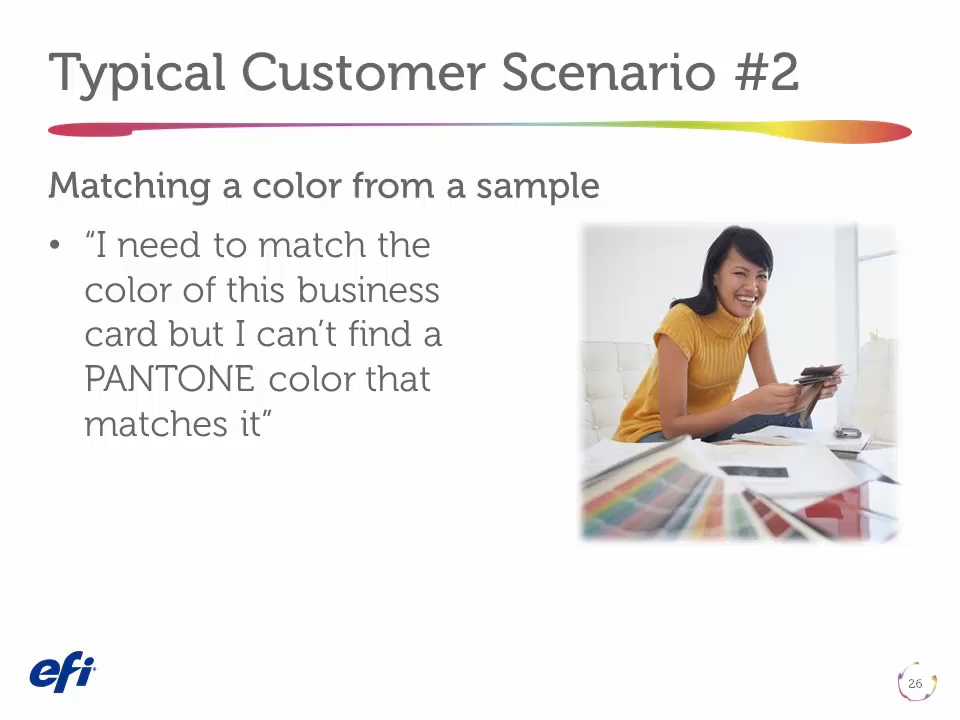 Typical Customer Scenario #2
Matching a color from a sample
• “I need to match the
color of this business
card but I can’t find a
PANTONE color that
matches it”
efi
26